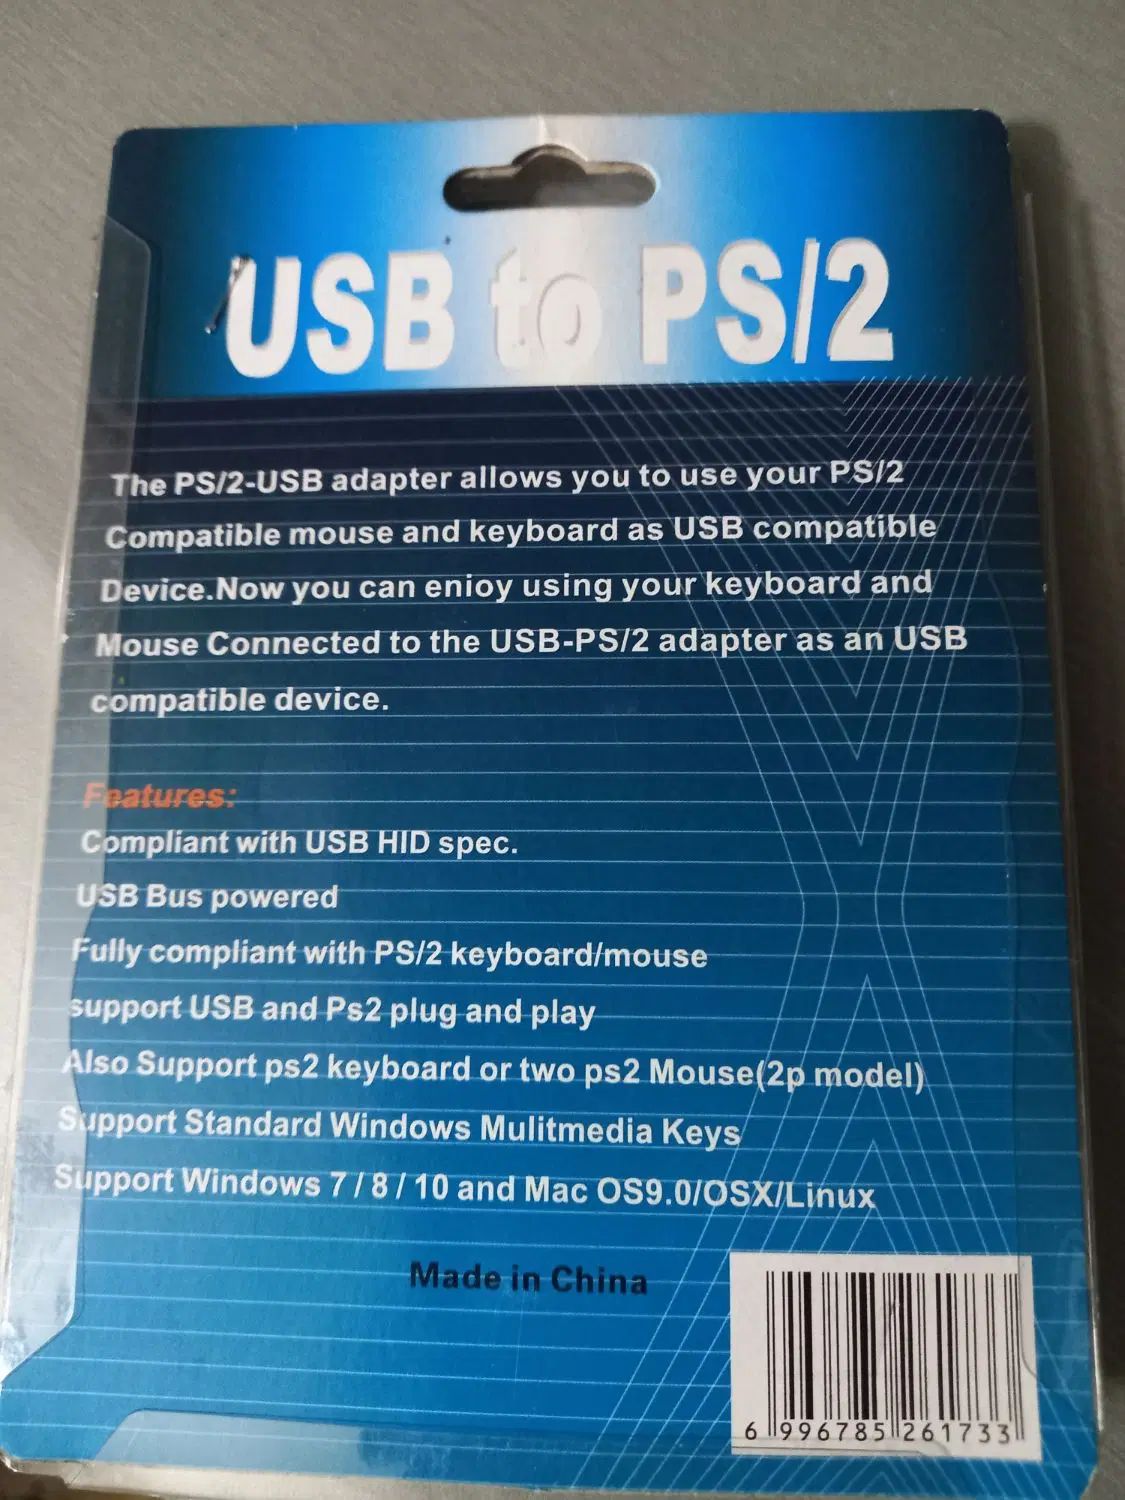 USB to PS/2
The PS/2-USB adapter allows you to use your PS/2
Compatible mouse and keyboard as USB compatible
Device.Now you can enioy using your keyboard and
Mouse Connected to the USB-PS/2 adapter as an USB
compatible device.
Features:
Compliant with USB HID spec.
USB Bus powered
Fully compliant with PS/2 keyboard/mouse
support USB and Ps2 plug and play
Also Support ps2 keyboard or two ps2 Mouse(2p model)
Support Standard Windows Mulitmedia Keys
Support Windows 7 / 8 / 10 and Mac OS9.0/OSX/Linux
Made in China
6 996785 261733